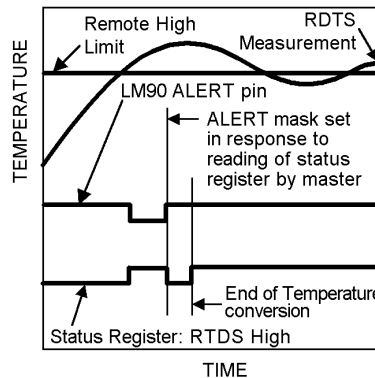 Remote High
Limit
RDTS
Measurement
LM90 ALERT pin
ALERT mask set
in response to
reading of status
register by master
TEMPERATURE
End of Temperature
conversion
Status Register: RTDS High
TIME